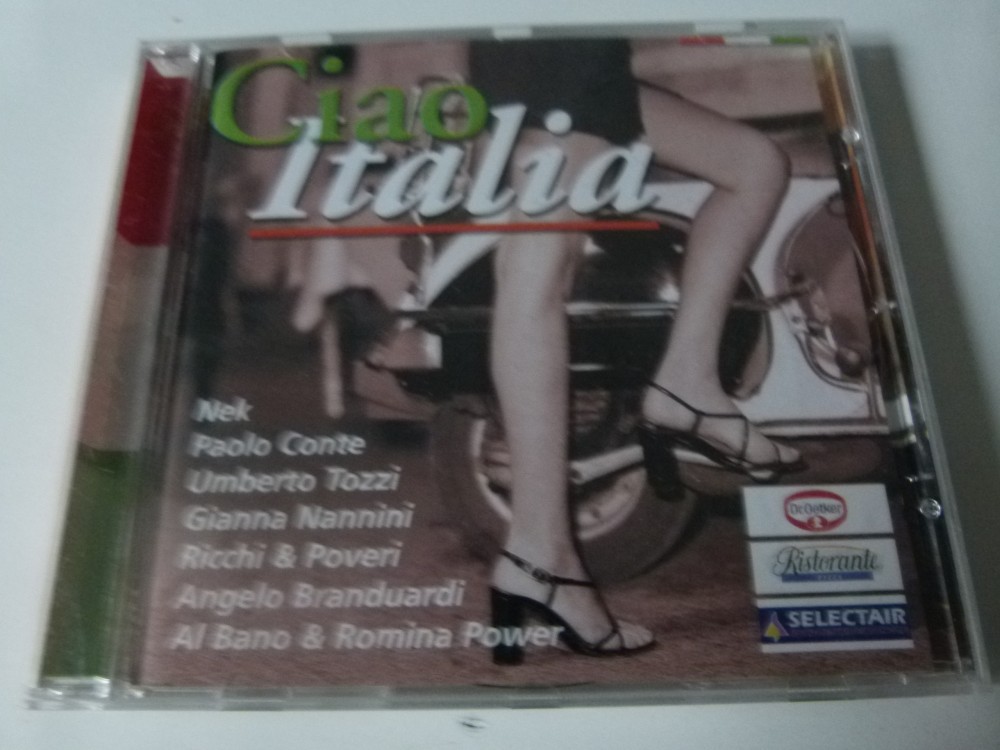 Ciao
Italia
Nek
Paolo Conte
Umberto Tozzi
Gianna Nannini
Ricchi & Poveri
Angelo Branduardi
Al Bano & Romina Power
Dr. Oetker
Ristorante
SELECTAIR